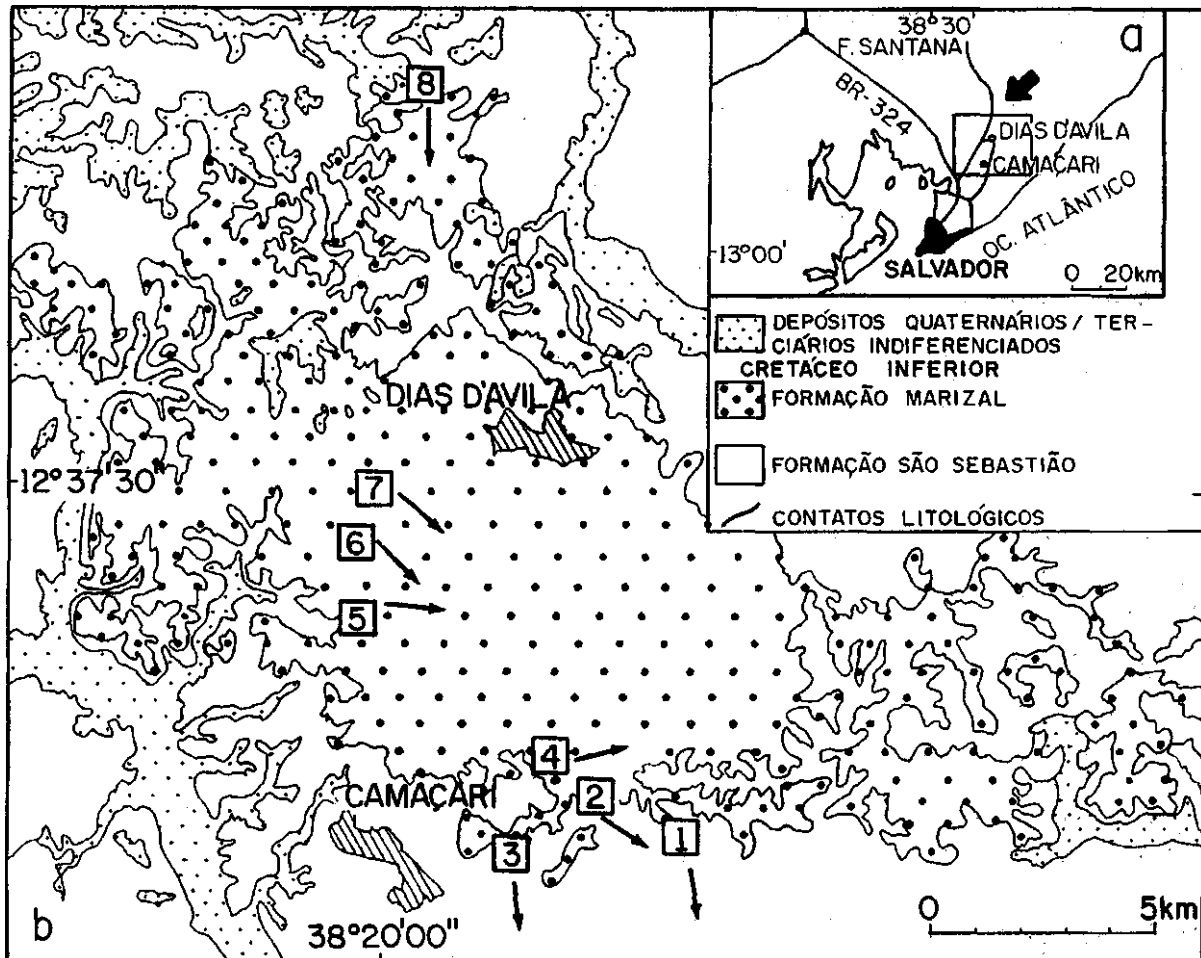 38°30'
a
F. SANTANA
BR-324
DIAS D'AVILA
CAMAÇARI
OC. ATLÂNTICO
13°00'
SALVADOR
0 20km
DEPÓSITOS QUATERNÁRIOS / TER-
CIÁRIOS INDIFERENCIADOS
CRETÁCEO INFERIOR
FORMAÇÃO MARIZAL
FORMAÇÃO SÃO SEBASTIÃO
CONTATOS LITOLÓGICOS
8
DIAS D'AVILA
12°37'30"
7
6
5
4
CAMAÇARI
2
1
3
b
38°20'00"
0 5km